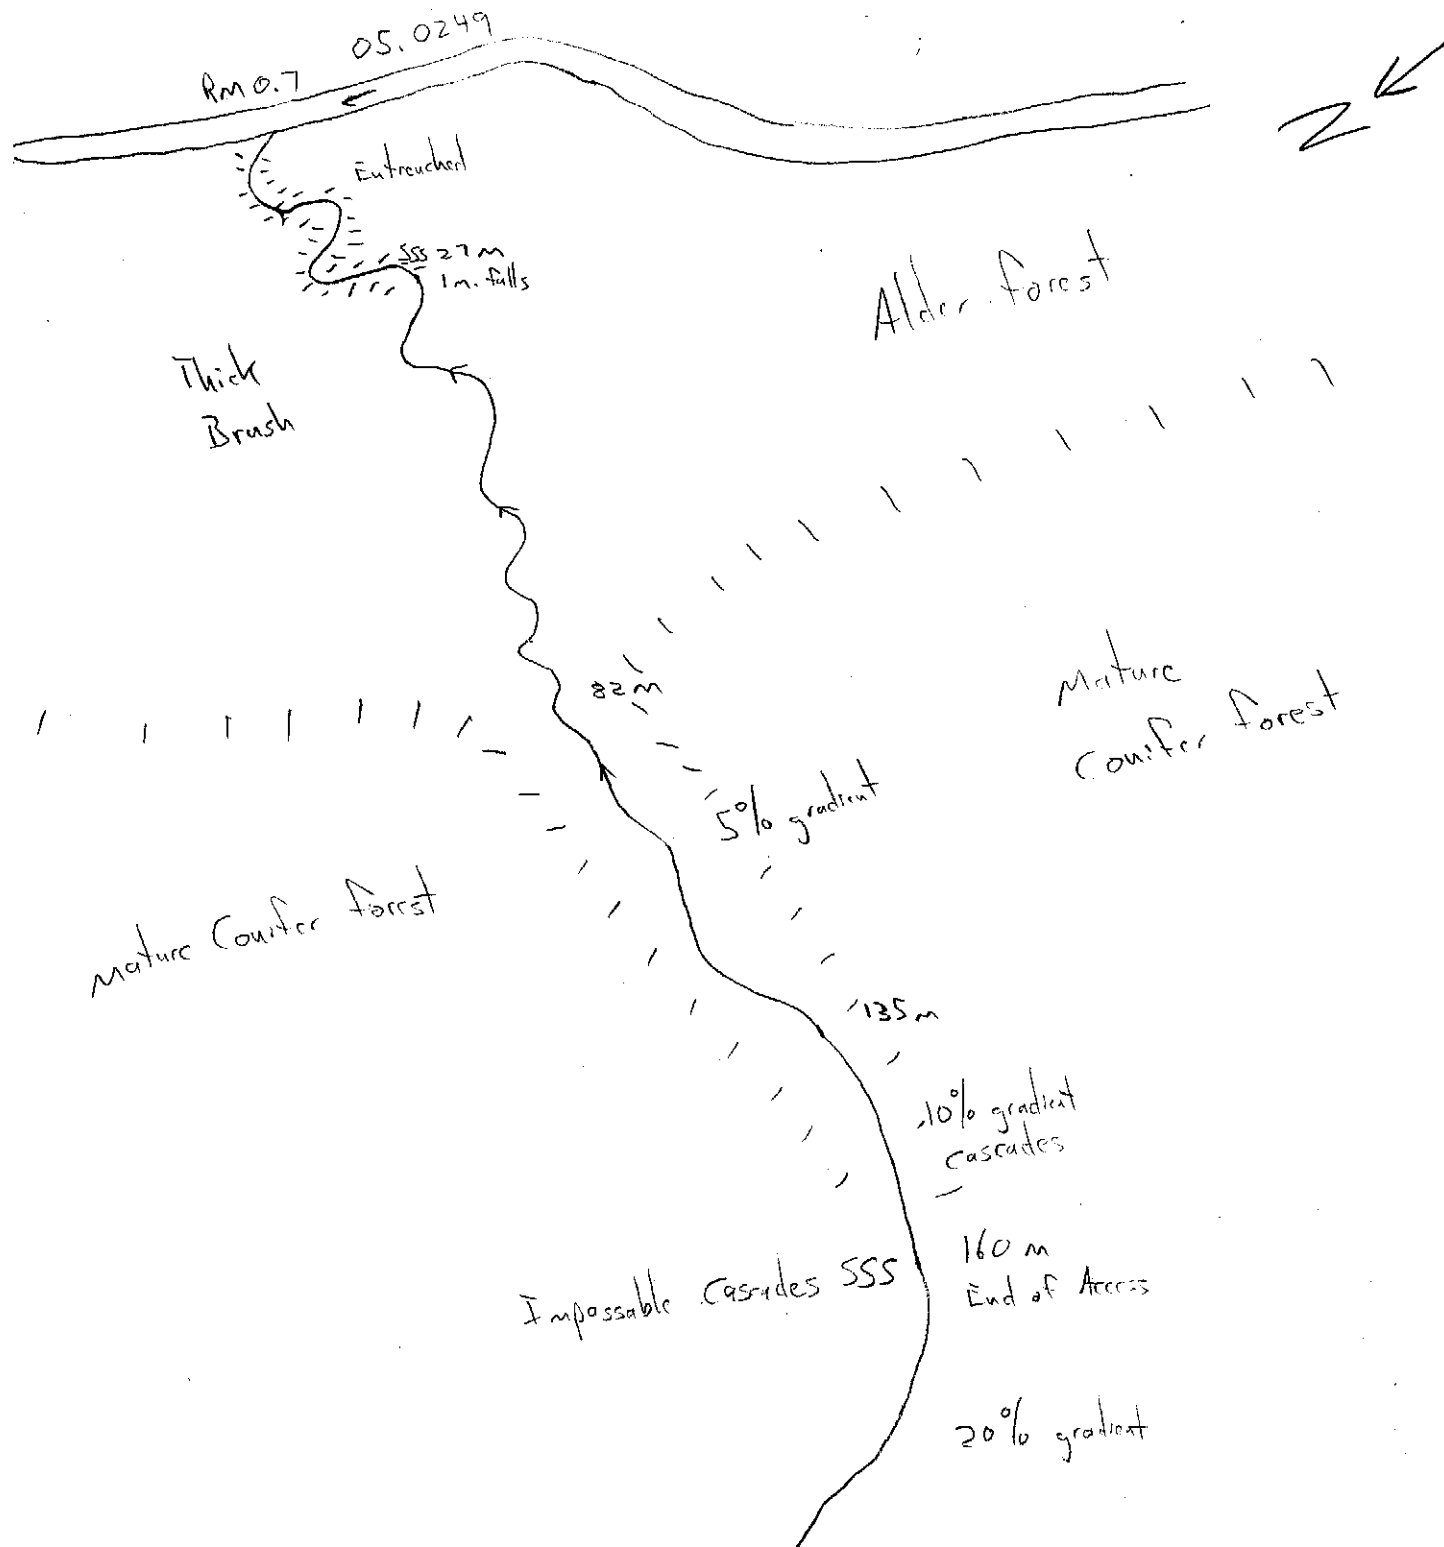 05.0249
RM 0.7
N
Entrenched
SSS 27 m
1 m. falls
Alder forest
Thick
Brush
82 m
Mature
Conifer forest
5% gradient
Mature Conifer forest
135 m
10% gradient
cascades
160 m
End of Access
Impassable Cascades SSS
20% gradient